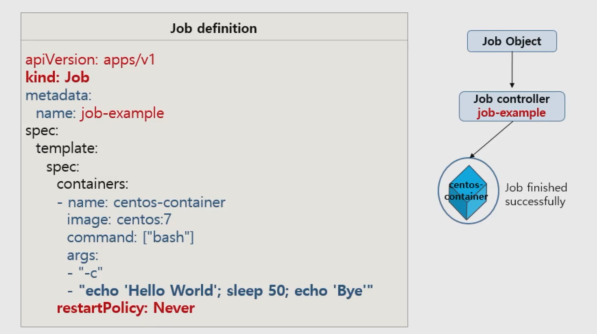 Job definition
apiVersion: apps/v1
kind: Job
metadata:
name: job-example
spec:
template:
spec:
containers:
- name: centos-container
image: centos:7
command: ["bash"]
args:
- "-c"
- "echo 'Hello World'; sleep 50; echo 'Bye'"
restartPolicy: Never
Job Object
Job controller
job-example
centos-
container
Job finished
successfully